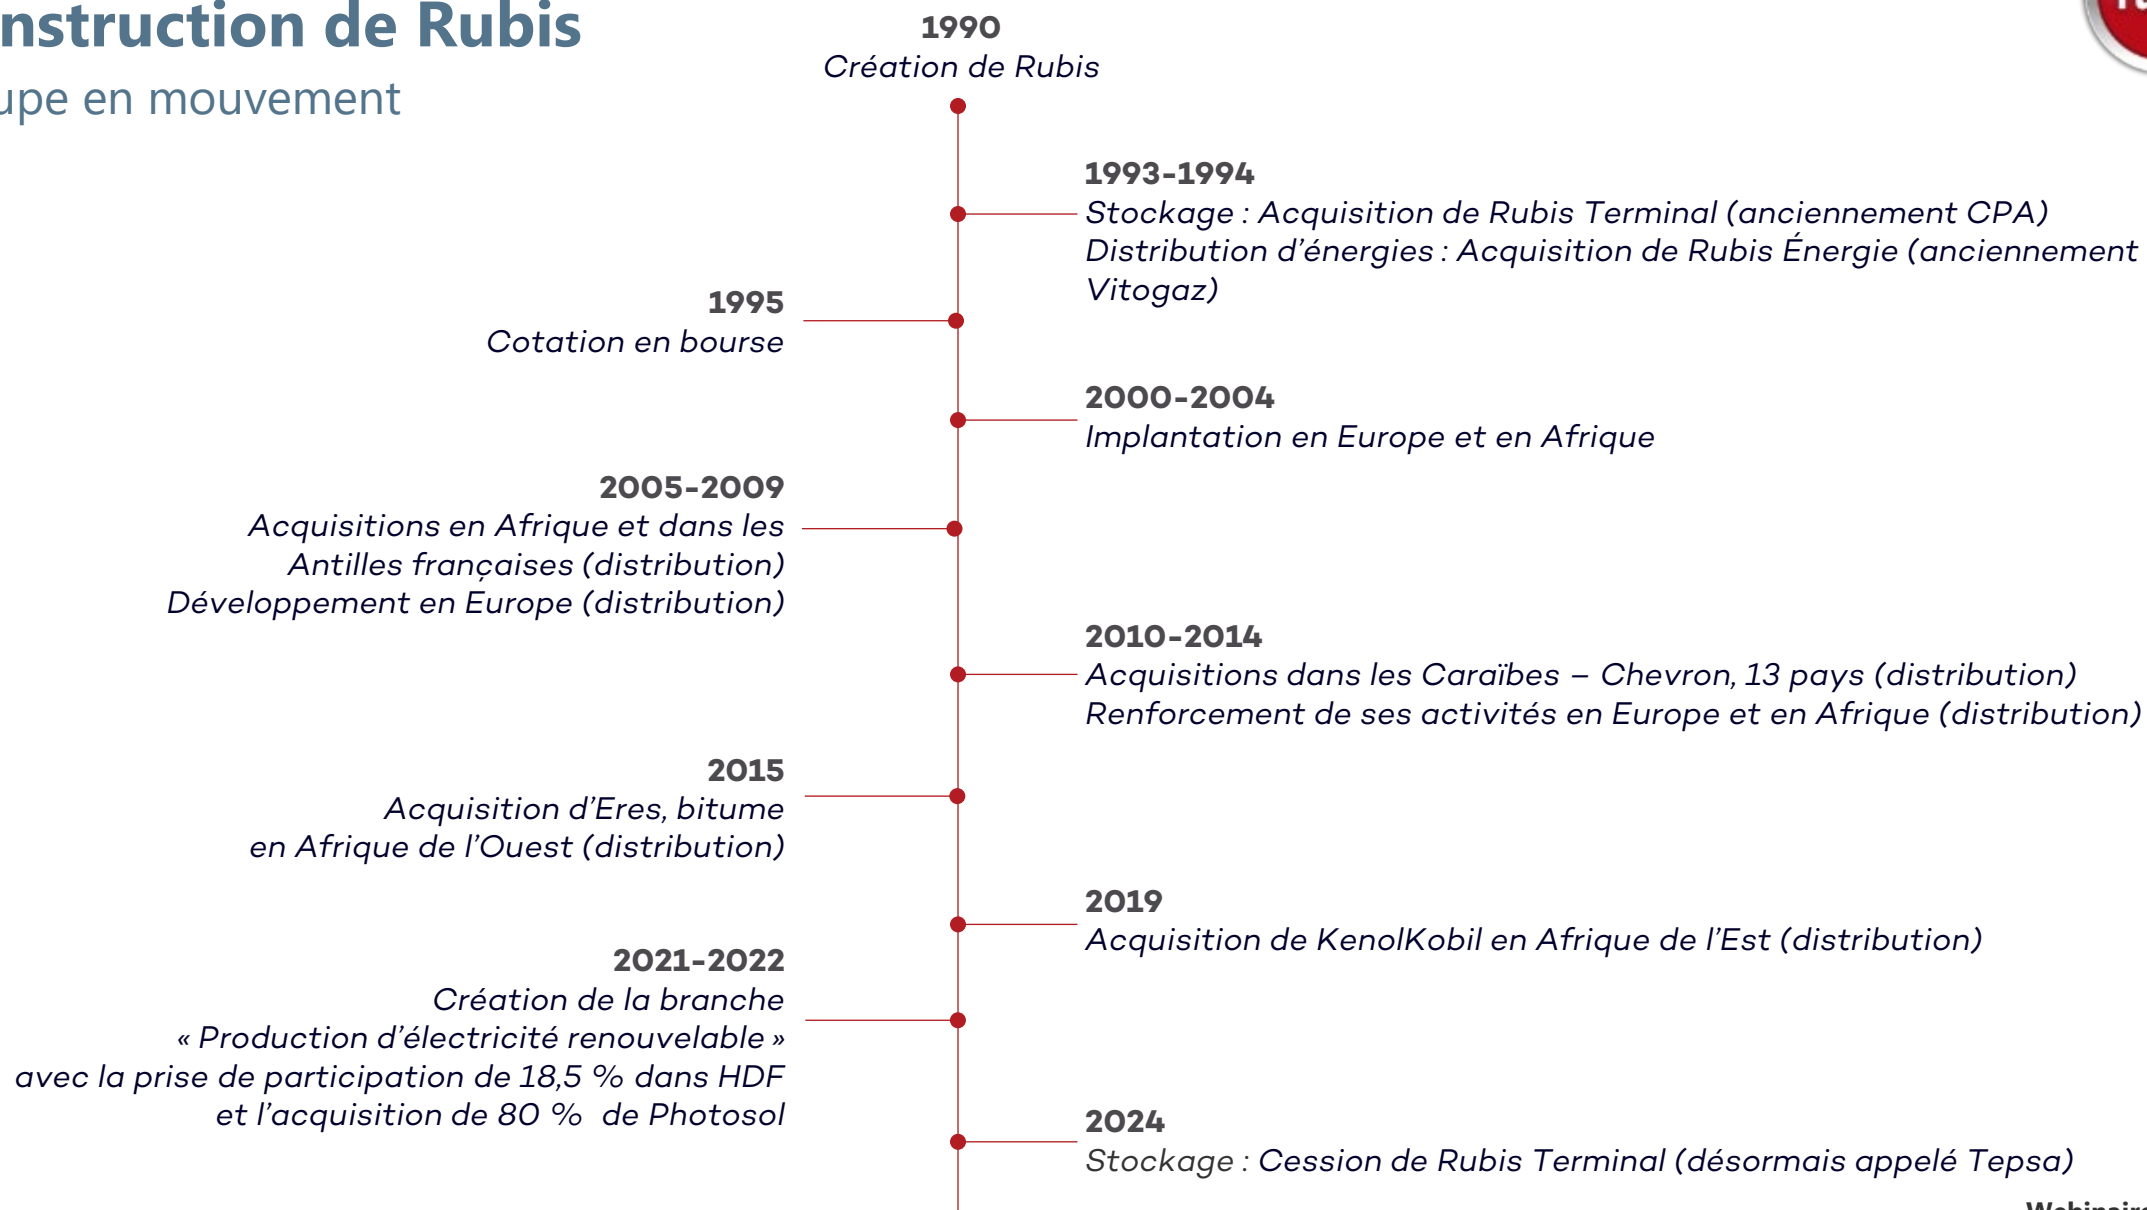 nstruction de Rubis
upe en mouvement
1990
Création de Rubis
1993-1994
Stockage : Acquisition de Rubis Terminal (anciennement CPA)
Distribution d'énergies : Acquisition de Rubis Énergie (anciennement
Vitogaz)
1995
Cotation en bourse
2000-2004
Implantation en Europe et en Afrique
2005-2009
Acquisitions en Afrique et dans les
Antilles françaises (distribution)
Développement en Europe (distribution)
2010-2014
Acquisitions dans les Caraïbes – Chevron, 13 pays (distribution)
Renforcement de ses activités en Europe et en Afrique (distribution)
2015
Acquisition d'Eres, bitume
en Afrique de l'Ouest (distribution)
2019
Acquisition de KenolKobil en Afrique de l'Est (distribution)
2021-2022
Création de la branche
« Production d'électricité renouvelable »
avec la prise de participation de 18,5 % dans HDF
et l'acquisition de 80 % de Photosol
2024
Stockage : Cession de Rubis Terminal (désormais appelé Tepsa)